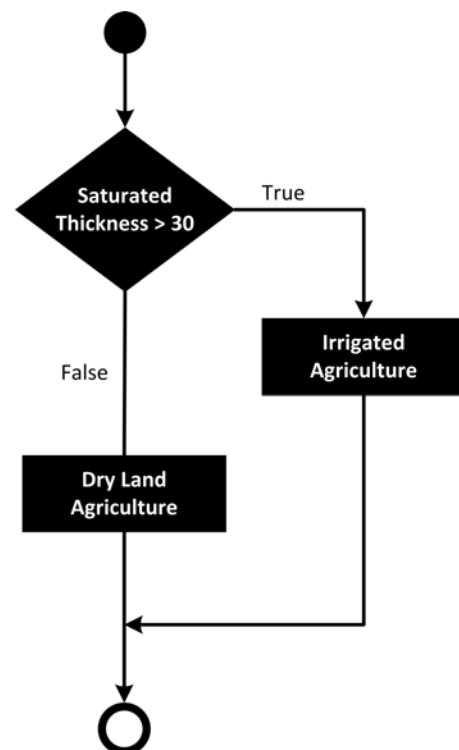 Saturated
Thickness > 30
True
Irrigated
Agriculture
False
Dry Land
Agriculture